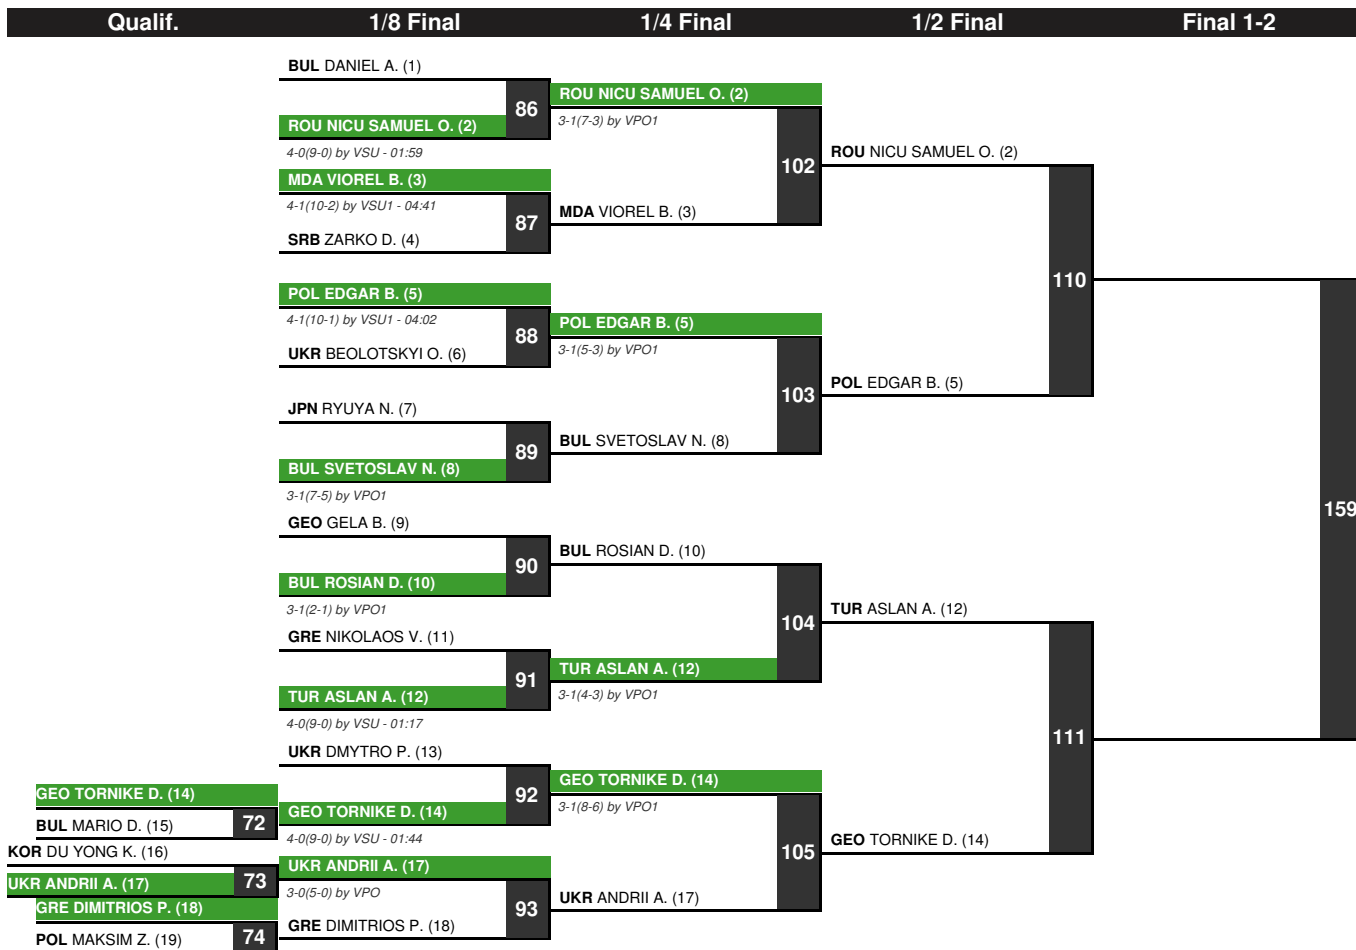 Qualif.
1/8 Final
1/4 Final
1/2 Final
Final 1-2
BUL DANIEL A. (1)
86
ROU NICU SAMUEL O. (2)
4-0(9-0) by VSU - 01:59
MDA VIOREL B. (3)
4-1(10-2) by VSU1 - 04:41
87
SRB ZARKO D. (4)
POL EDGAR B. (5)
4-1(10-1) by VSU1 - 04:02
88
UKR BEOLOTSKYI O. (6)
JPN RYUYA N. (7)
89
BUL SVETOSLAV N. (8)
3-1(7-5) by VPO1
GEO GELA B. (9)
90
BUL ROSIAN D. (10)
3-1(2-1) by VPO1
GRE NIKOLAOS V. (11)
91
TUR ASLAN A. (12)
4-0(9-0) by VSU - 01:17
UKR DMYTRO P. (13)
92
GEO TORNIKE D. (14)
4-0(9-0) by VSU - 01:44
UKR ANDRII A. (17)
3-0(5-0) by VPO
93
GRE DIMITRIOS P. (18)
GEO TORNIKE D. (14)
72
BUL MARIO D. (15)
KOR DU YONG K. (16)
73
UKR ANDRII A. (17)
GRE DIMITRIOS P. (18)
74
POL MAKSIM Z. (19)
ROU NICU SAMUEL O. (2)
3-1(7-3) by VPO1
102
MDA VIOREL B. (3)
POL EDGAR B. (5)
3-1(5-3) by VPO1
103
BUL SVETOSLAV N. (8)
BUL ROSIAN D. (10)
104
TUR ASLAN A. (12)
3-1(4-3) by VPO1
GEO TORNIKE D. (14)
3-1(8-6) by VPO1
105
UKR ANDRII A. (17)
ROU NICU SAMUEL O. (2)
110
POL EDGAR B. (5)
TUR ASLAN A. (12)
111
GEO TORNIKE D. (14)
159